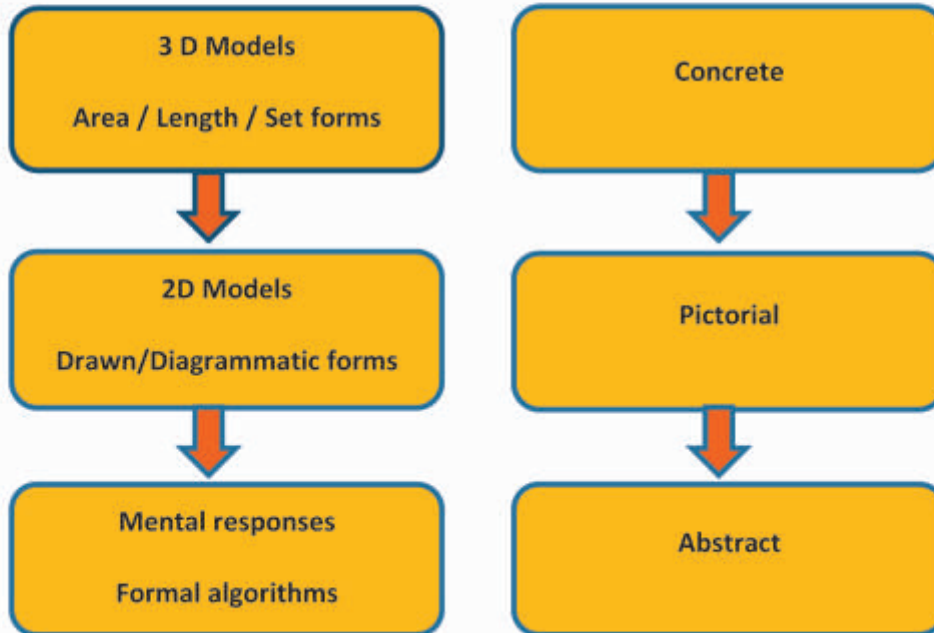 3 D Models
Area / Length / Set forms
Concrete
2D Models
Drawn/Diagrammatic forms
Pictorial
Mental responses
Formal algorithms
Abstract